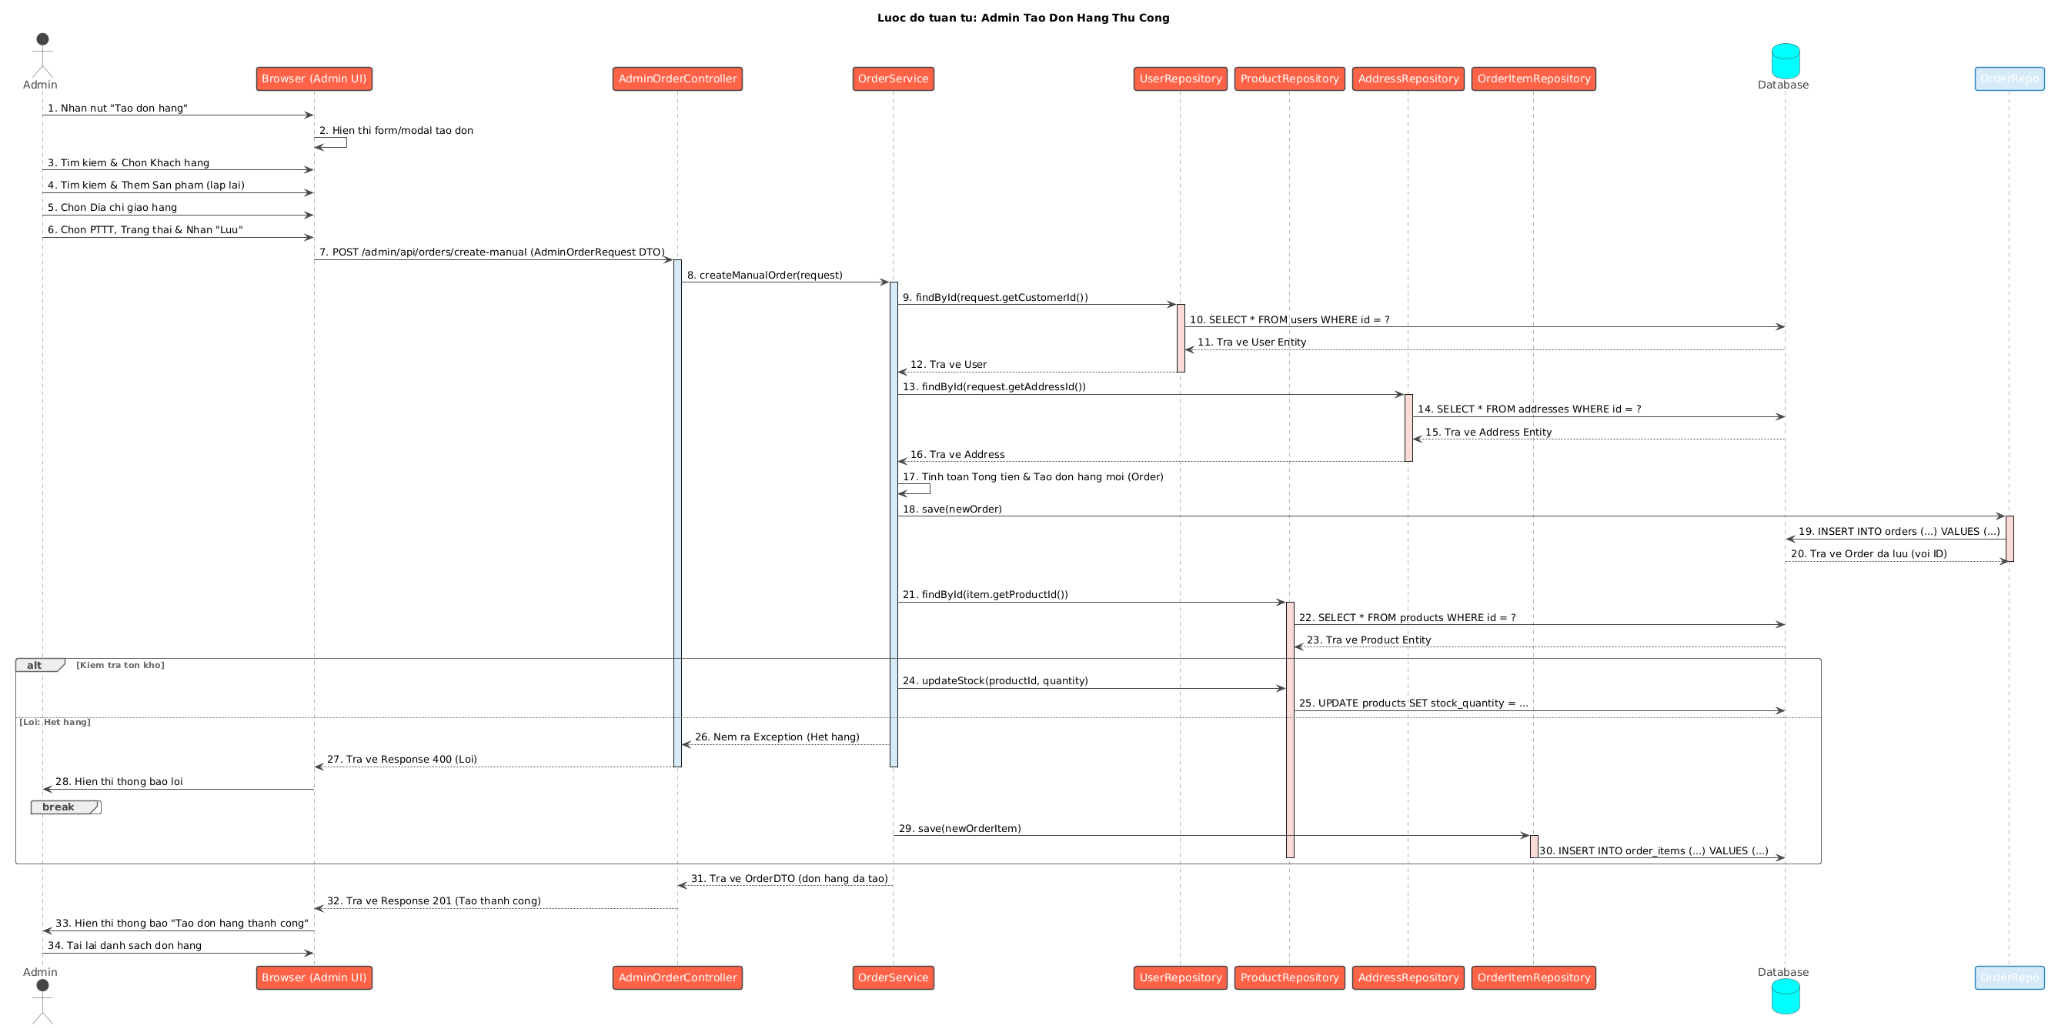 Luoc do tuan tu: Admin Tao Don Hang Thu Cong
Admin
Browser (Admin UI)
AdminOrderController
OrderService
UserRepository
ProductRepository
AddressRepository
OrderItemRepository
Database
OrderRepo
1. Nhan nut "Tao don hang"
2. Hien thi form/modal tao don
3. Tim kiem & Chon Khach hang
4. Tim kiem & Them San pham (lap lai)
5. Chon Dia chi giao hang
6. Chon PTTT, Trang thai & Nhan "Luu"
7. POST /admin/api/orders/create-manual (AdminOrderRequest DTO)
8. createManualOrder(request)
9. findById(request.getCustomerId())
10. SELECT * FROM users WHERE id = ?
11. Tra ve User Entity
12. Tra ve User
13. findById(request.getAddressId())
14. SELECT * FROM addresses WHERE id = ?
15. Tra ve Address Entity
16. Tra ve Address
17. Tinh toan Tong tien & Tao don hang moi (Order)
18. save(newOrder)
19. INSERT INTO orders (...) VALUES (...)
20. Tra ve Order da luu (voi ID)
21. findById(item.getProductId())
22. SELECT * FROM products WHERE id = ?
23. Tra ve Product Entity
alt [Kiem tra ton kho]
24. updateStock(productId, quantity)
25. UPDATE products SET stock_quantity = ...
[Loi: Het hang]
26. Nem ra Exception (Het hang)
27. Tra ve Response 400 (Loi)
28. Hien thi thong bao loi
break
29. save(newOrderItem)
30. INSERT INTO order_items (...) VALUES (...)
31. Tra ve OrderDTO (don hang da tao)
32. Tra ve Response 201 (Tao thanh cong)
33. Hien thi thong bao "Tao don hang thanh cong"
34. Tai lai danh sach don hang
Admin
Browser (Admin UI)
AdminOrderController
OrderService
UserRepository
ProductRepository
AddressRepository
OrderItemRepository
Database
OrderRepo